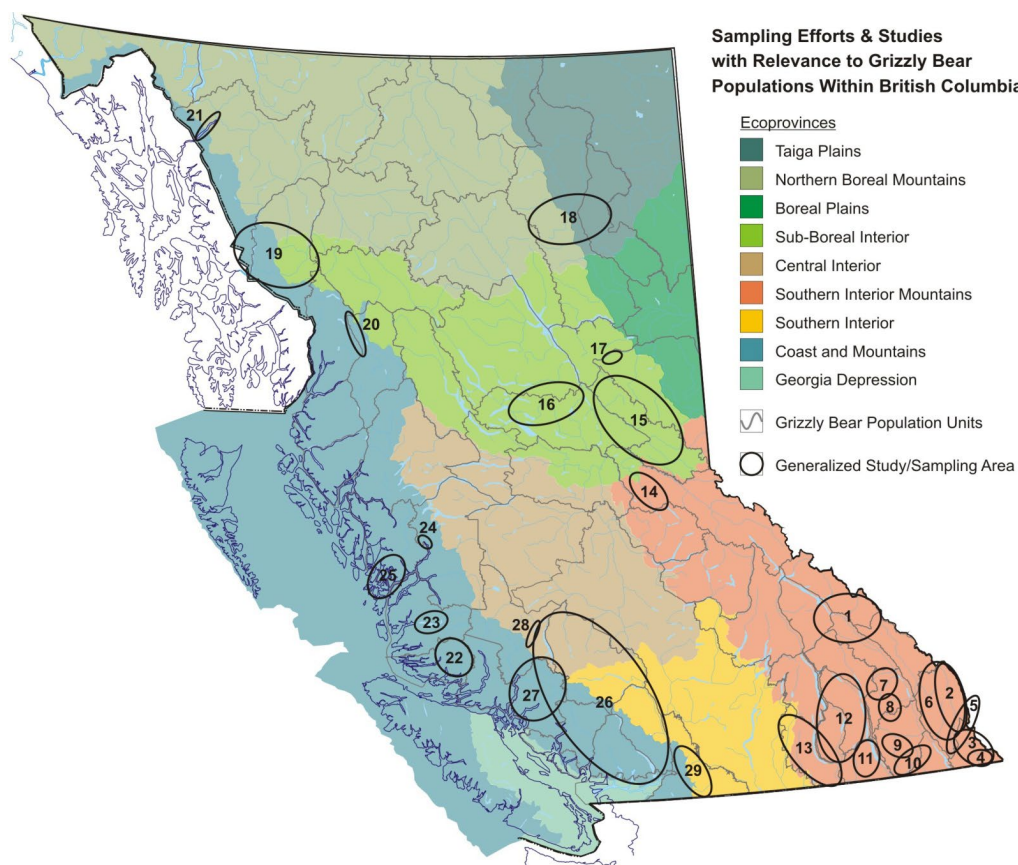 Sampling Efforts & Studies
with Relevance to Grizzly Bear
Populations Within British Columbia
Ecoprovinces
Taiga Plains
Northern Boreal Mountains
Boreal Plains
Sub-Boreal Interior
Central Interior
Southern Interior Mountains
Southern Interior
Coast and Mountains
Georgia Depression
Grizzly Bear Population Units
Generalized Study/Sampling Area
21
18
19
20
17
16
15
14
24
25
1
23
28
22
7
2
27
6
5
26
8
12
13
9
3
11
10
4
29